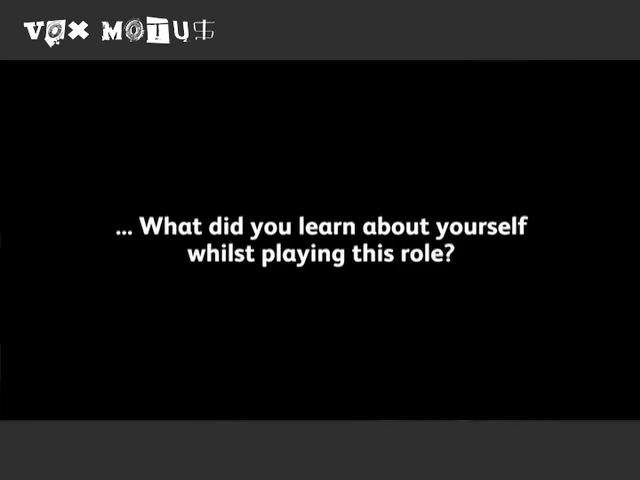 VOX MOTUS
... What did you learn about yourself
whilst playing this role?